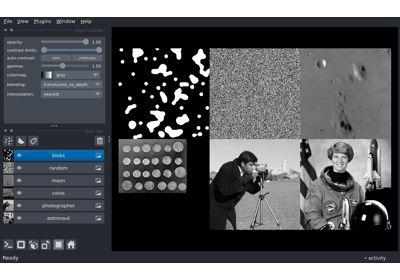 File View Plugins Window Help
opacity: 1.00
contrast limits:
auto-contrast: once continuous
gamma: 1.00
colormap: gray
blending: translucent_no_depth
interpolation: nearest
blobs
random
moon
coins
photographer
astronaut
Ready activity